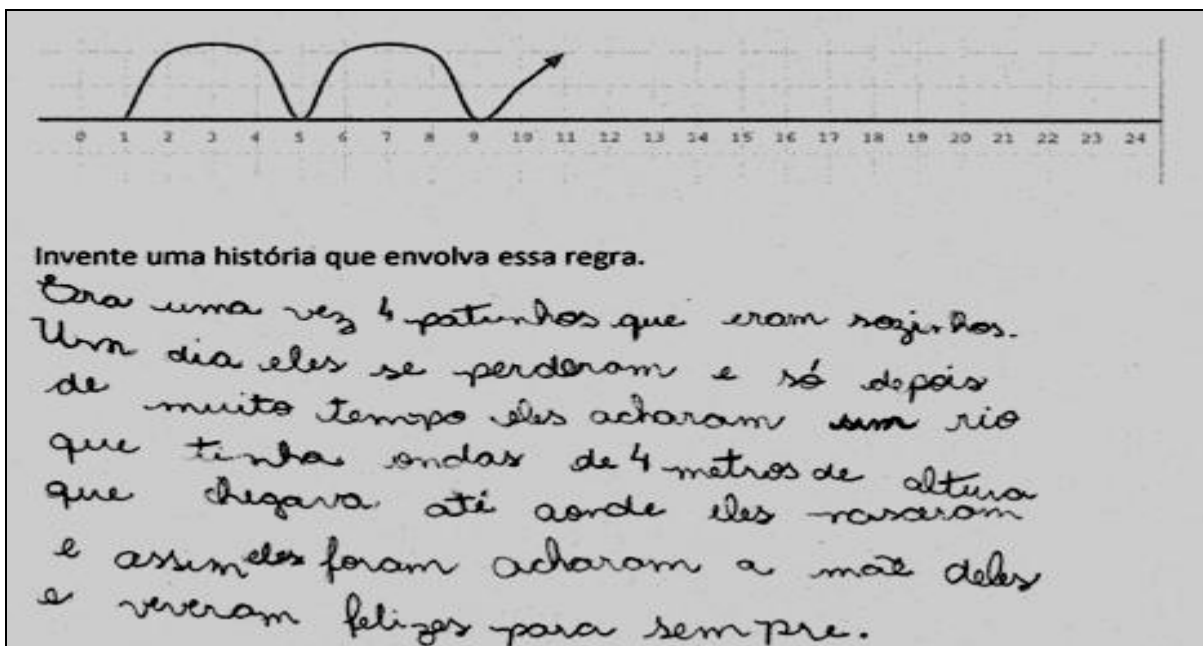 0 1 2 3 4 5 6 7 8 9 10 11 12 13 14 15 16 17 18 19 20 21 22 23 24
Invente uma história que envolva essa regra.
Era uma vez 4 patinhos que eram sozinhos.
Um dia eles se perderam e só depois
de muito tempo eles acharam um rio
que tinha ondas de 4 metros de altura
que chegava até aonde eles nasceram
e assim eles foram acharam a mãe deles
e veveram felizes para sempre.